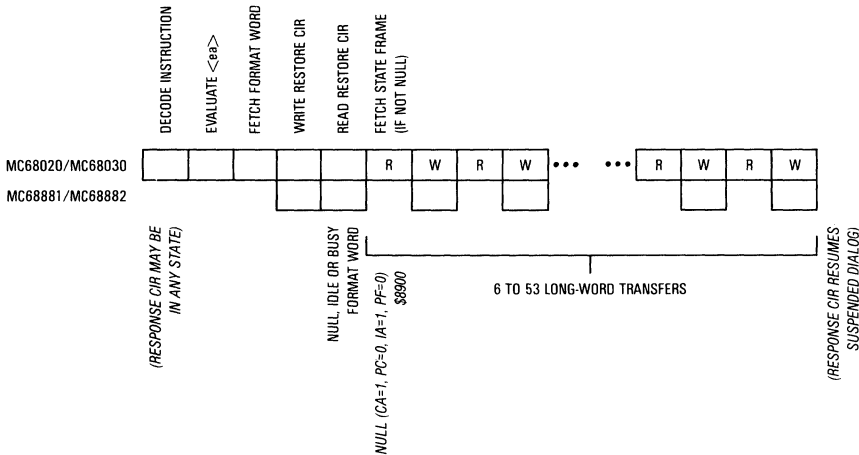 DECODE INSTRUCTION
EVALUATE <ea>
FETCH FORMAT WORD
WRITE RESTORE CIR
READ RESTORE CIR
FETCH STATE FRAME
(IF NOT NULL)
MC68020/MC68030
R W R W ••• ••• R W R W
MC68881/MC68882
(RESPONSE CIR MAY BE
IN ANY STATE)
NULL, IDLE OR BUSY
FORMAT WORD
NULL (CA=1, PC=0, IA=1, PF=0)
$8900
6 TO 53 LONG-WORD TRANSFERS
(RESPONSE CIR RESUMES
SUSPENDED DIALOG)